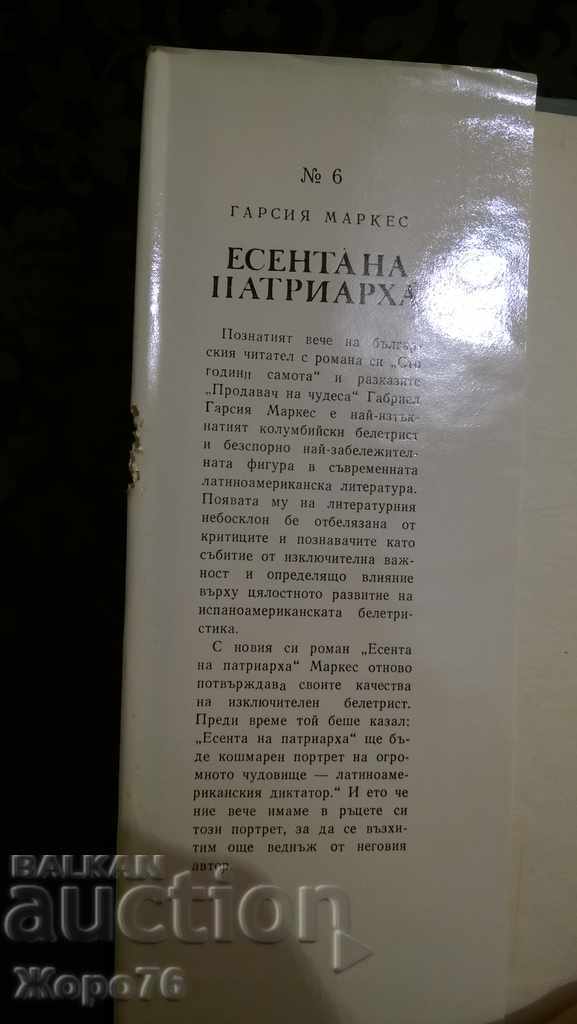 № 6
ГАРСИЯ МАРКЕС
ЕСЕНТА НА
ПАТРИАРХА
Познатият вече на българ-
ския читател с романа си „Сто
години самота“ и разказите
„Продавач на чудеса“ Габриел
Гарсия Маркес е най-изтък-
натият колумбийски белетрист
и безспорно най-забележител-
ната фигура в съвременната
латиноамериканска литература.
Появата му на литературния
небосклон бе отбелязана от
критиците и познавачите като
събитие от изключителна важ-
ност и определящо влияние
върху цялостното развитие на
испаноамериканската белетри-
стика.
С новия си роман „Есента
на патриарха“ Маркес отново
потвърждава своите качества
на изключителен белетрист.
Преди време той беше казал:
„Есента на патриарха“ ще бъ-
де кошмарен портрет на огро-
мното чудовище — латиноаме-
риканския диктатор.“ И ето че
ние вече имаме в ръцете си
този портрет, за да се възхи-
тим още веднъж от неговия
автор.
BALKAN
auction
Жоро76